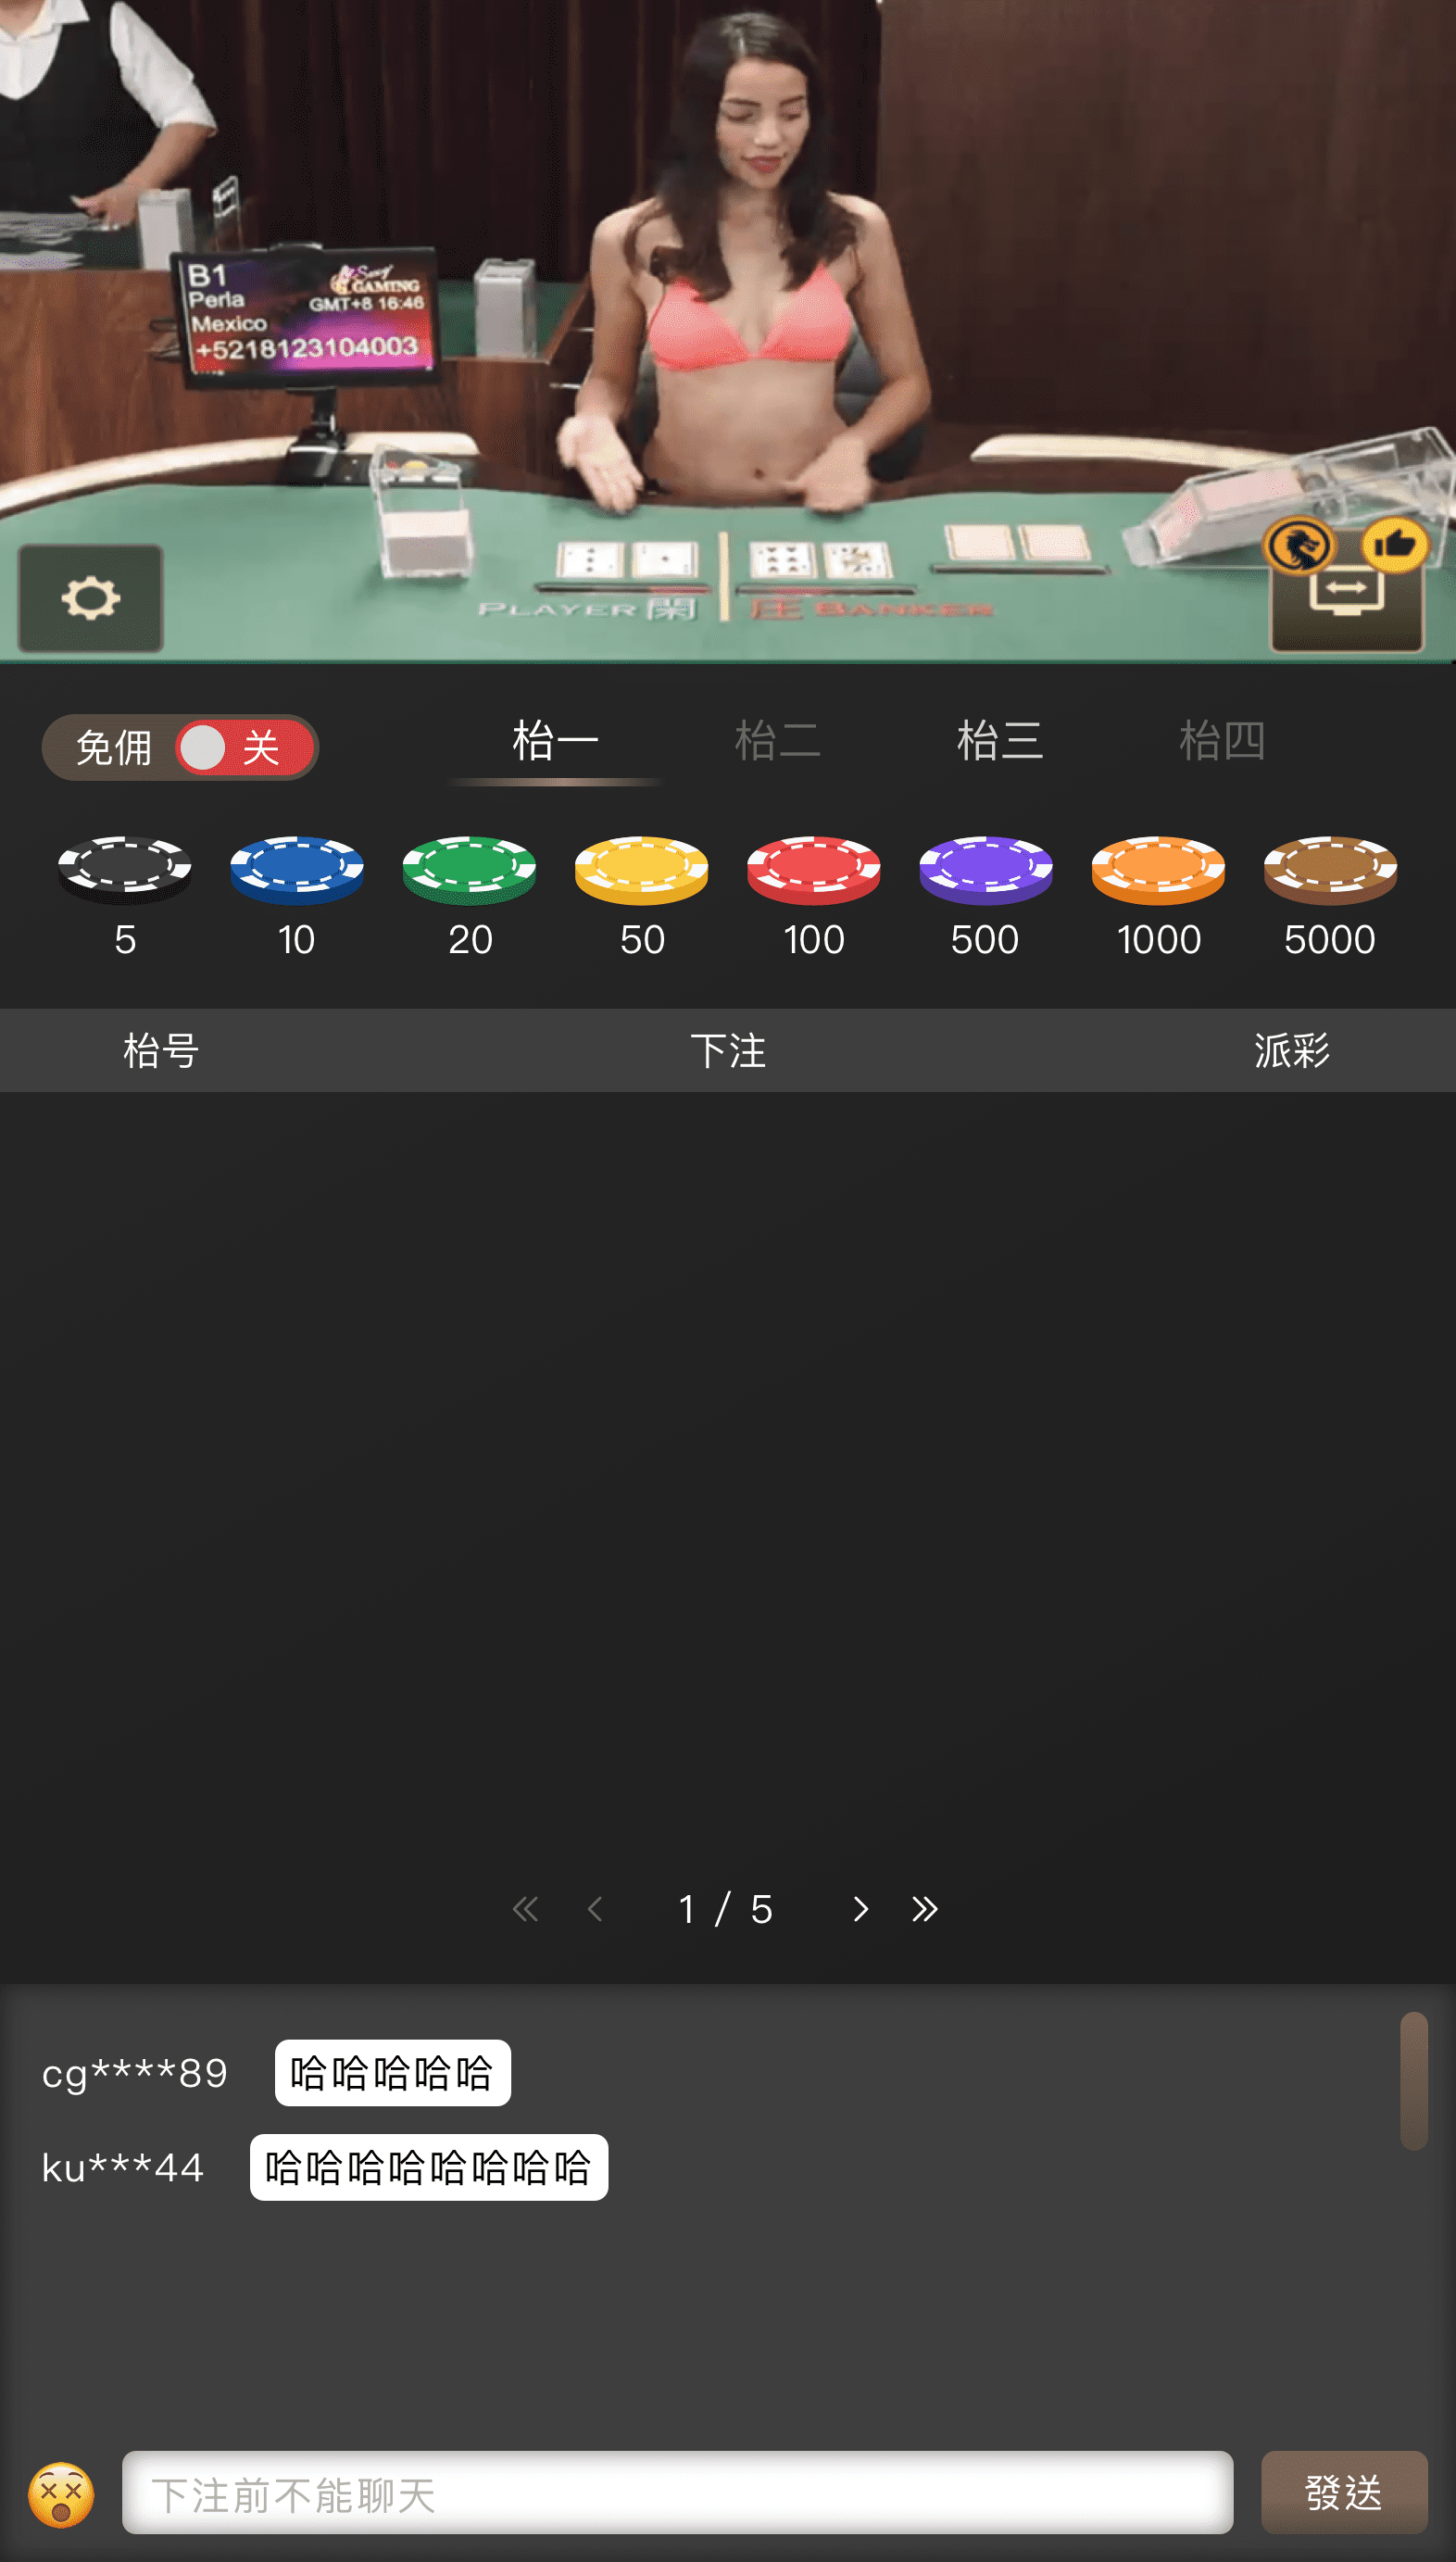 B1
Perla
Mexico
Sexy
GAMING
GMT+8 16:46
+5218123104003
PLAYER 閑
庄 BANKER
免佣 关
枱一 枱二 枱三 枱四
5 10 20 50 100 500 1000 5000
枱号 下注 派彩
1 / 5
cg****89 哈哈哈哈哈
ku***44 哈哈哈哈哈哈哈哈
下注前不能聊天 發送